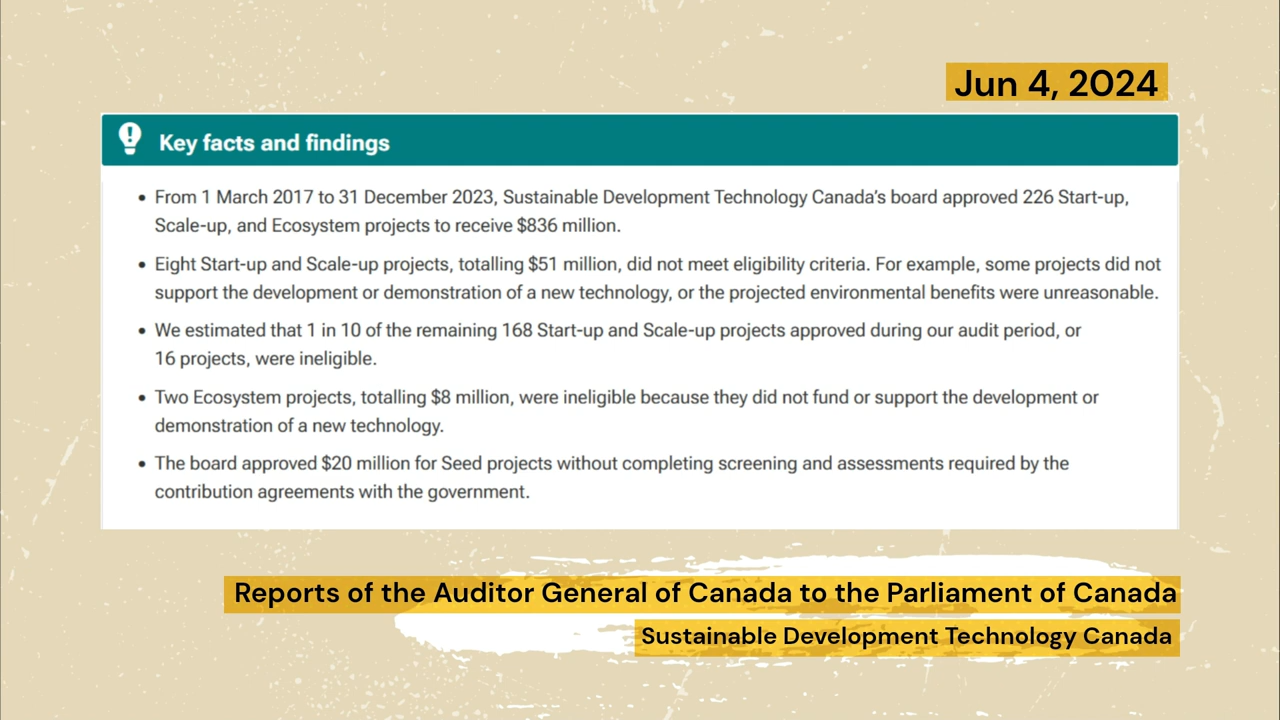 Jun 4, 2024
Key facts and findings
• From 1 March 2017 to 31 December 2023, Sustainable Development Technology Canada's board approved 226 Start-up,
Scale-up, and Ecosystem projects to receive $836 million.
• Eight Start-up and Scale-up projects, totalling $51 million, did not meet eligibility criteria. For example, some projects did not
support the development or demonstration of a new technology, or the projected environmental benefits were unreasonable.
• We estimated that 1 in 10 of the remaining 168 Start-up and Scale-up projects approved during our audit period, or
16 projects, were ineligible.
• Two Ecosystem projects, totalling $8 million, were ineligible because they did not fund or support the development or
demonstration of a new technology.
• The board approved $20 million for Seed projects without completing screening and assessments required by the
contribution agreements with the government.
Reports of the Auditor General of Canada to the Parliament of Canada
Sustainable Development Technology Canada